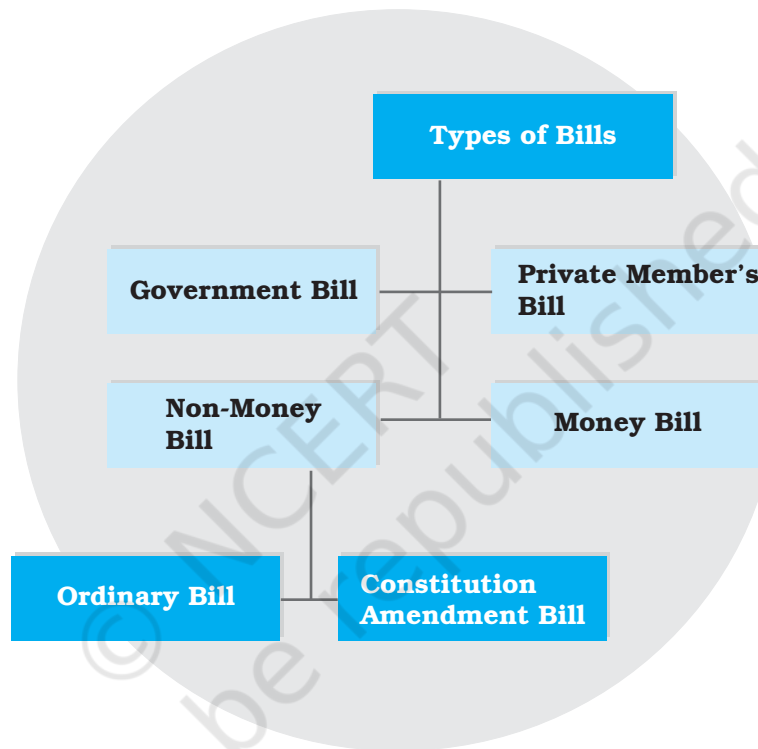 Types of Bills
Government Bill
Private Member's
Bill
Non-Money
Bill
Money Bill
Ordinary Bill
Constitution
Amendment Bill
© NCERT
be republished